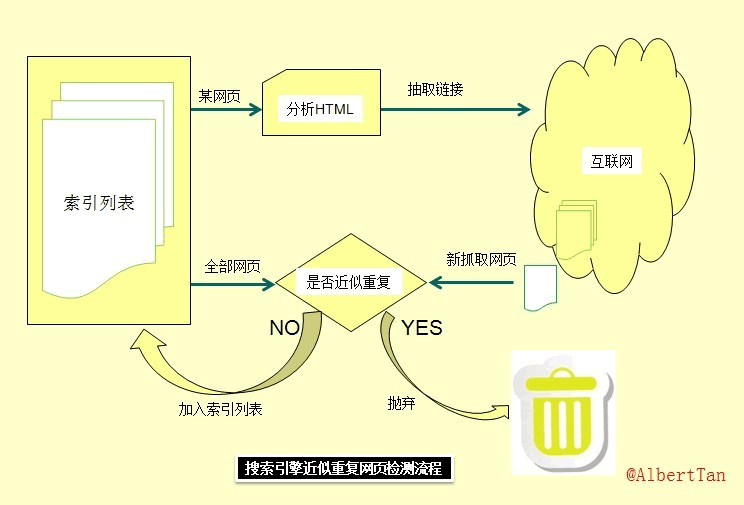 某网页
分析HTML
抽取链接
互联网
索引列表
全部网页
是否近似重复
新抓取网页
NO
YES
加入索引列表
抛弃
搜索引擎近似重复网页检测流程
@AlbertTan